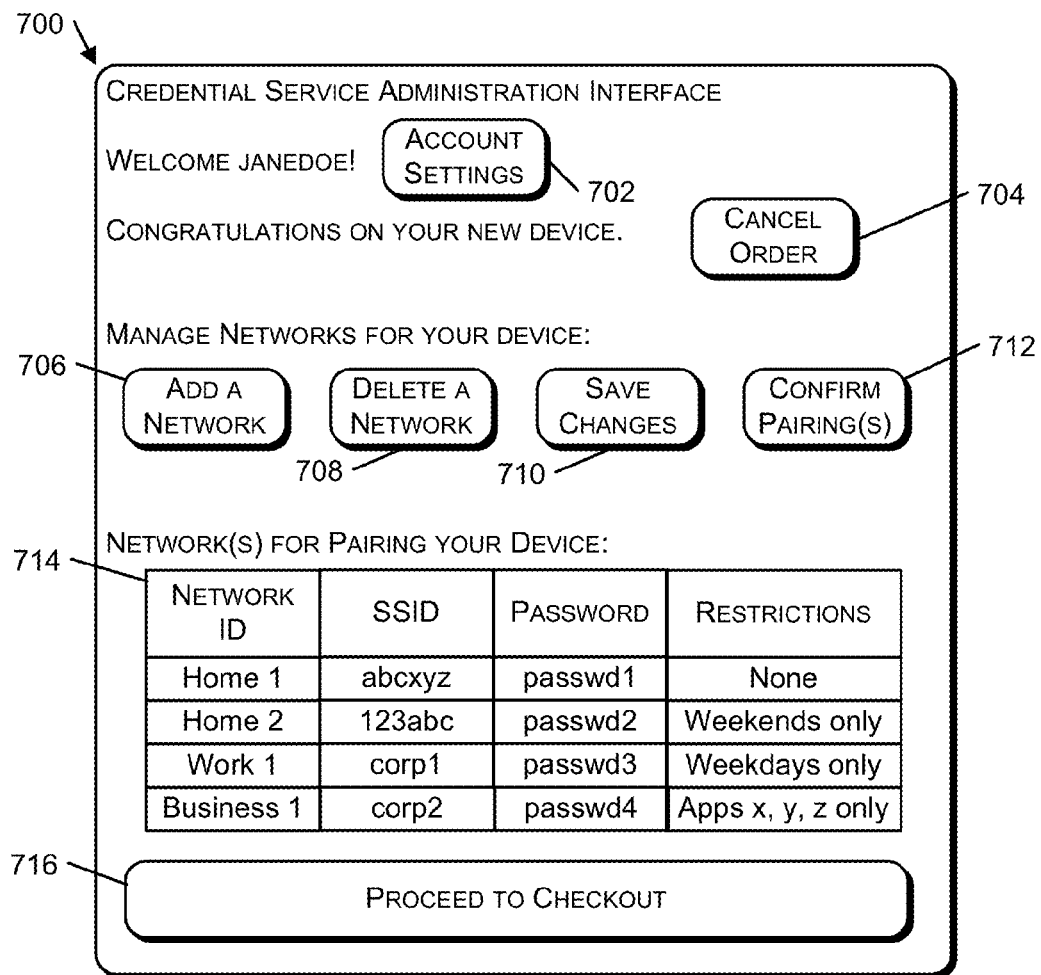 700
CREDENTIAL SERVICE ADMINISTRATION INTERFACE
WELCOME JANEDOE!
ACCOUNT
SETTINGS
702
704
CONGRATULATIONS ON YOUR NEW DEVICE.
CANCEL
ORDER
MANAGE NETWORKS FOR YOUR DEVICE:
706
712
ADD A
NETWORK
DELETE A
NETWORK
SAVE
CHANGES
CONFIRM
PAIRING(S)
708
710
NETWORK(S) FOR PAIRING YOUR DEVICE:
714
NETWORK
ID
SSID
PASSWORD
RESTRICTIONS
Home 1 abcxyz passwd1 None
Home 2 123abc passwd2 Weekends only
Work 1 corp1 passwd3 Weekdays only
Business 1 corp2 passwd4 Apps x, y, z only
716
PROCEED TO CHECKOUT